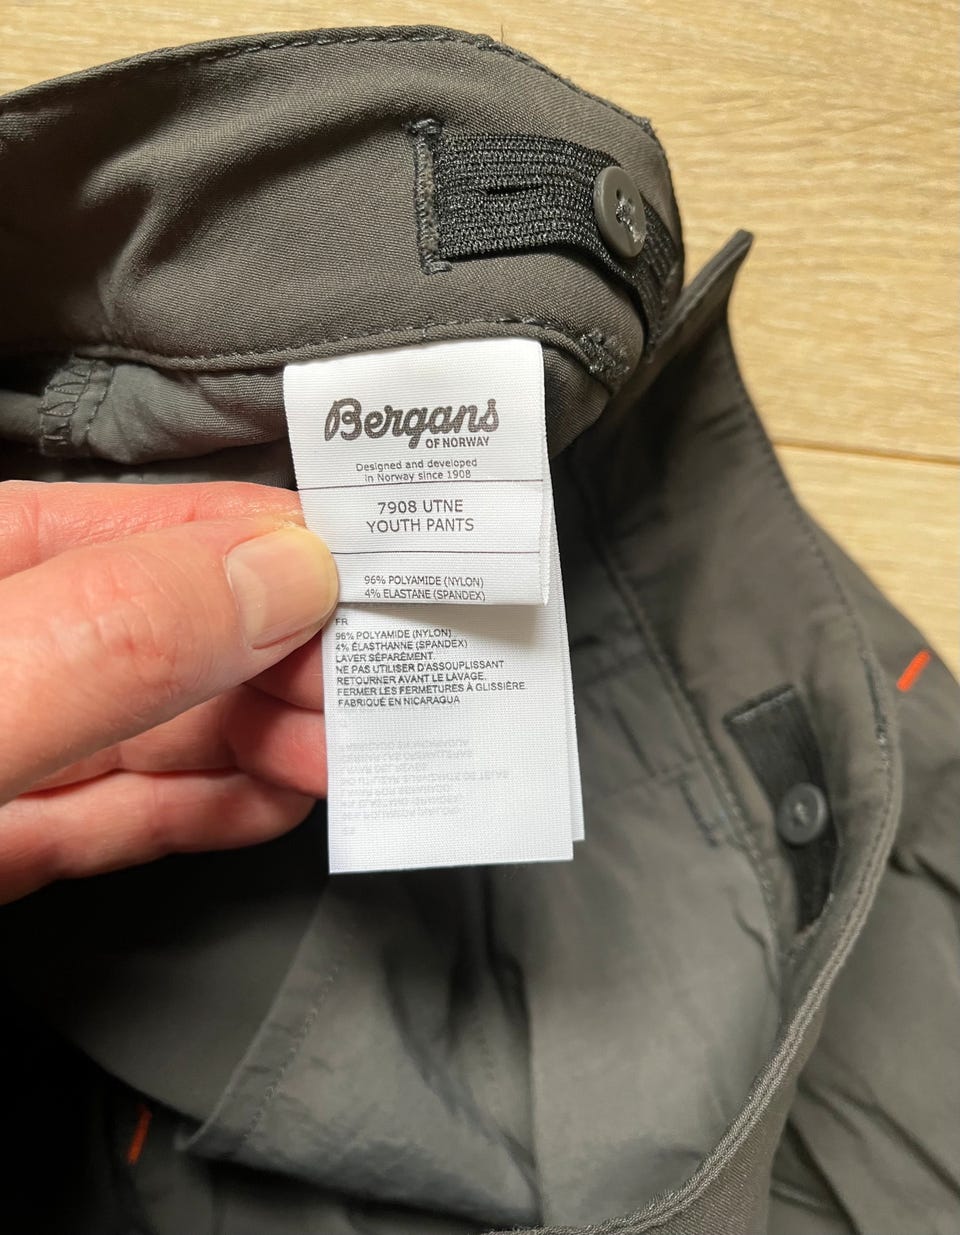 Bergans
OF NORWAY
Designed and developed
in Norway since 1908
7908 UTNE
YOUTH PANTS
96% POLYAMIDE (NYLON)
4% ELASTANE (SPANDEX)
FR
96% POLYAMIDE (NYLON)
4% ÉLASTHANNE (SPANDEX)
LAVER SÉPARÉMENT
NE PAS UTILISER D'ASSOUPLISSANT
RETOURNER AVANT LE LAVAGE.
FERMER LES FERMETURES À GLISSIÈRE
FABRIQUÉ EN NICARAGUA